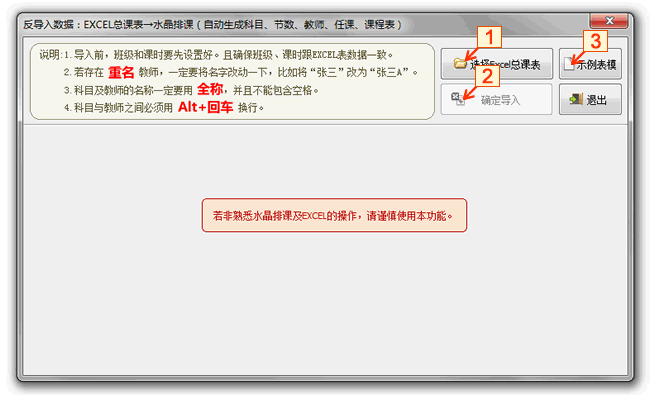 反导入数据：EXCEL总课表→水晶排课（自动生成科目、节数、教师、任课、课程表）
说明:1.导入前，班级和课时要先设置好。且确保班级、课时跟EXCEL表数据一致。
2.若存在 重名 教师，一定要将名字改动一下，比如将“张三”改为“张三A”。
3.科目及教师的名称一定要用 全称，并且不能包含空格。
4.科目与教师之间必须用 Alt+回车 换行。
1
选择Excel总课表
3
示例表模
2
确定导入
退出
若非熟悉水晶排课及EXCEL的操作，请谨慎使用本功能。